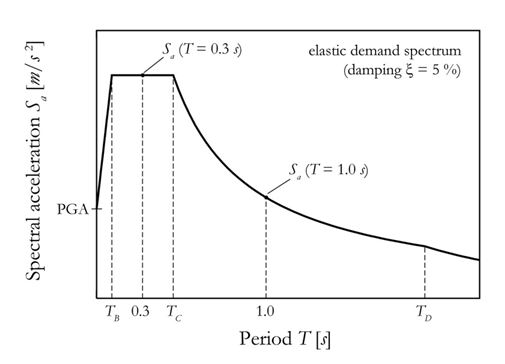 S_a (T = 0.3 s)
elastic demand spectrum
(damping ξ = 5 %)
S_a (T = 1.0 s)
Spectral acceleration S_a [m/s²]
PGA
T_B 0.3 T_C 1.0 T_D
Period T [s]